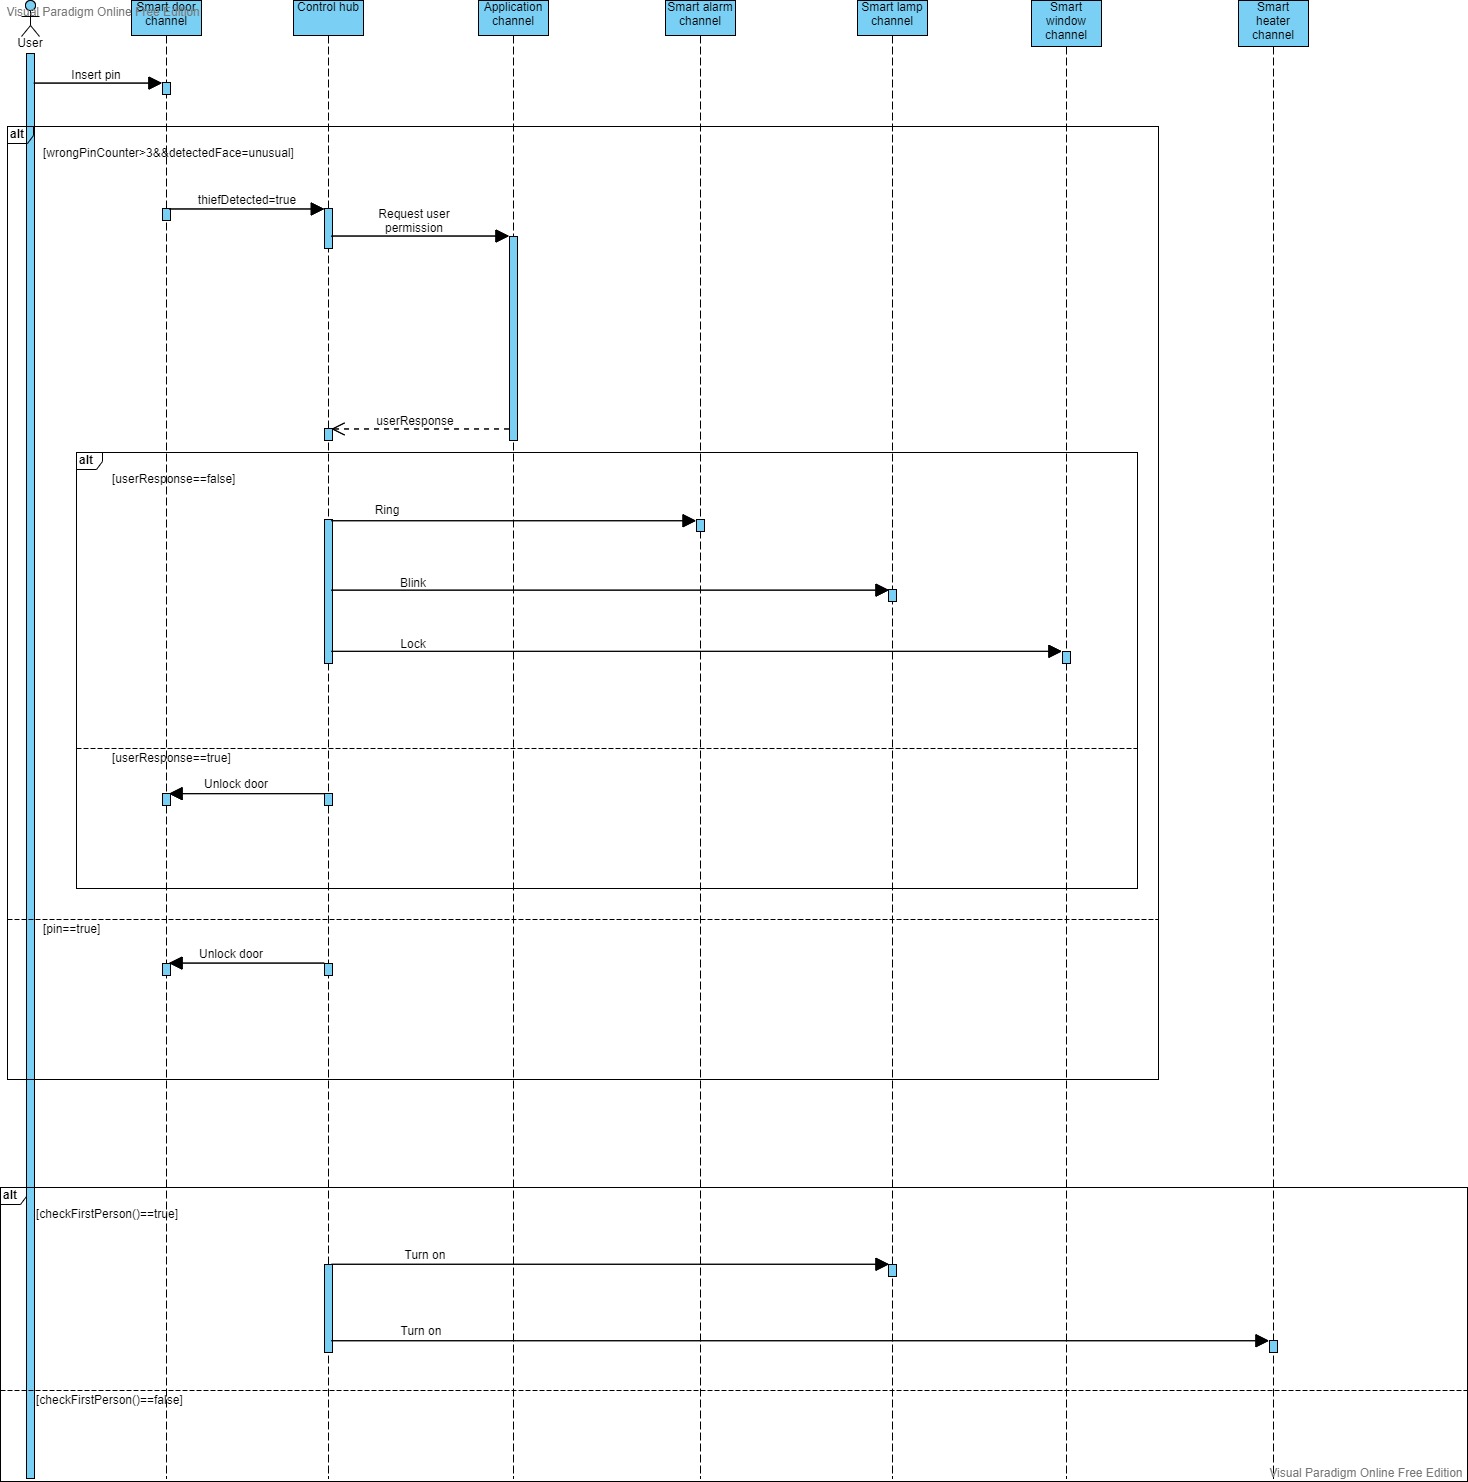 Visual Paradigm Online Free Edition
Smart door
channel
Control hub
Application
channel
Smart alarm
channel
Smart lamp
channel
Smart
window
channel
Smart
heater
channel
User
Insert pin
alt
[wrongPinCounter>3&&detectedFace=unusual]
thiefDetected=true
Request user
permission
userResponse
alt
[userResponse==false]
Ring
Blink
Lock
[userResponse==true]
Unlock door
[pin==true]
Unlock door
alt
[checkFirstPerson()==true]
Turn on
Turn on
[checkFirstPerson()==false]
Visual Paradigm Online Free Edition